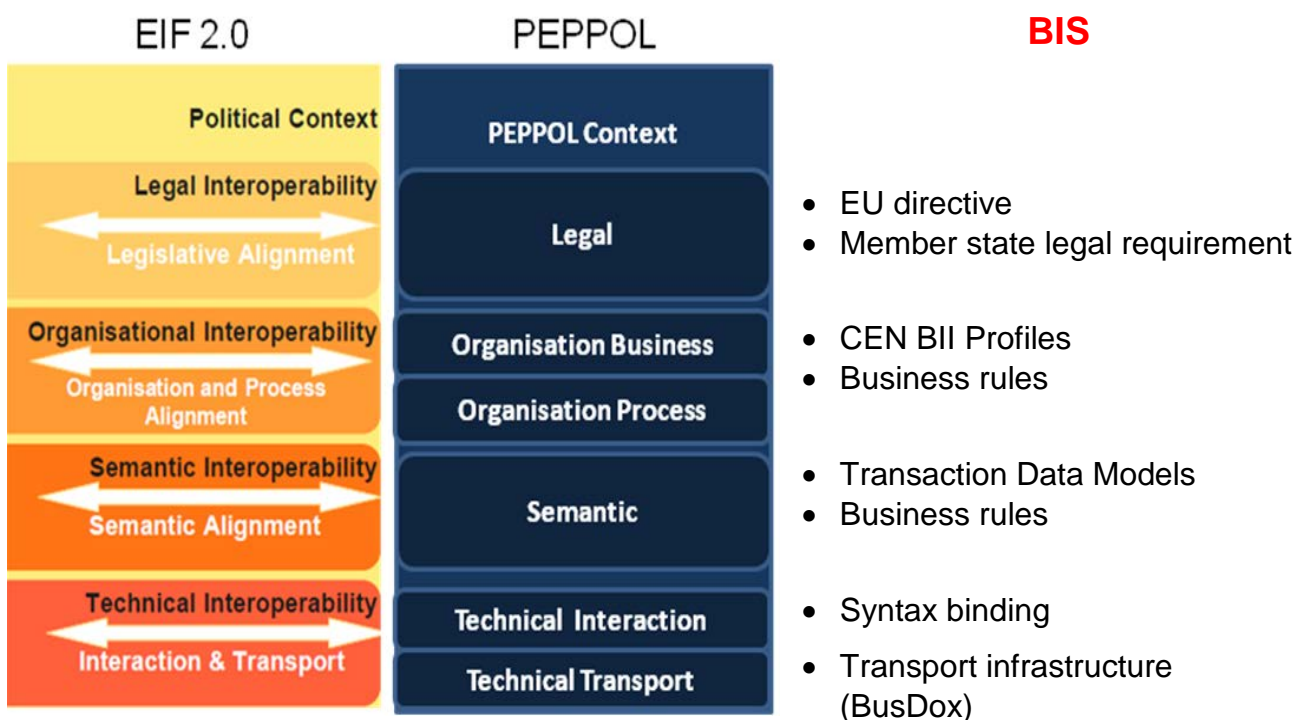 EIF 2.0
PEPPOL
BIS
Political Context
PEPPOL Context
Legal Interoperability
Legislative Alignment
Legal
• EU directive
• Member state legal requirement
Organisational Interoperability
Organisation and Process
Alignment
Organisation Business
Organisation Process
• CEN BII Profiles
• Business rules
Semantic Interoperability
Semantic Alignment
Semantic
• Transaction Data Models
• Business rules
Technical Interoperability
Interaction & Transport
Technical Interaction
Technical Transport
• Syntax binding
• Transport infrastructure
(BusDox)